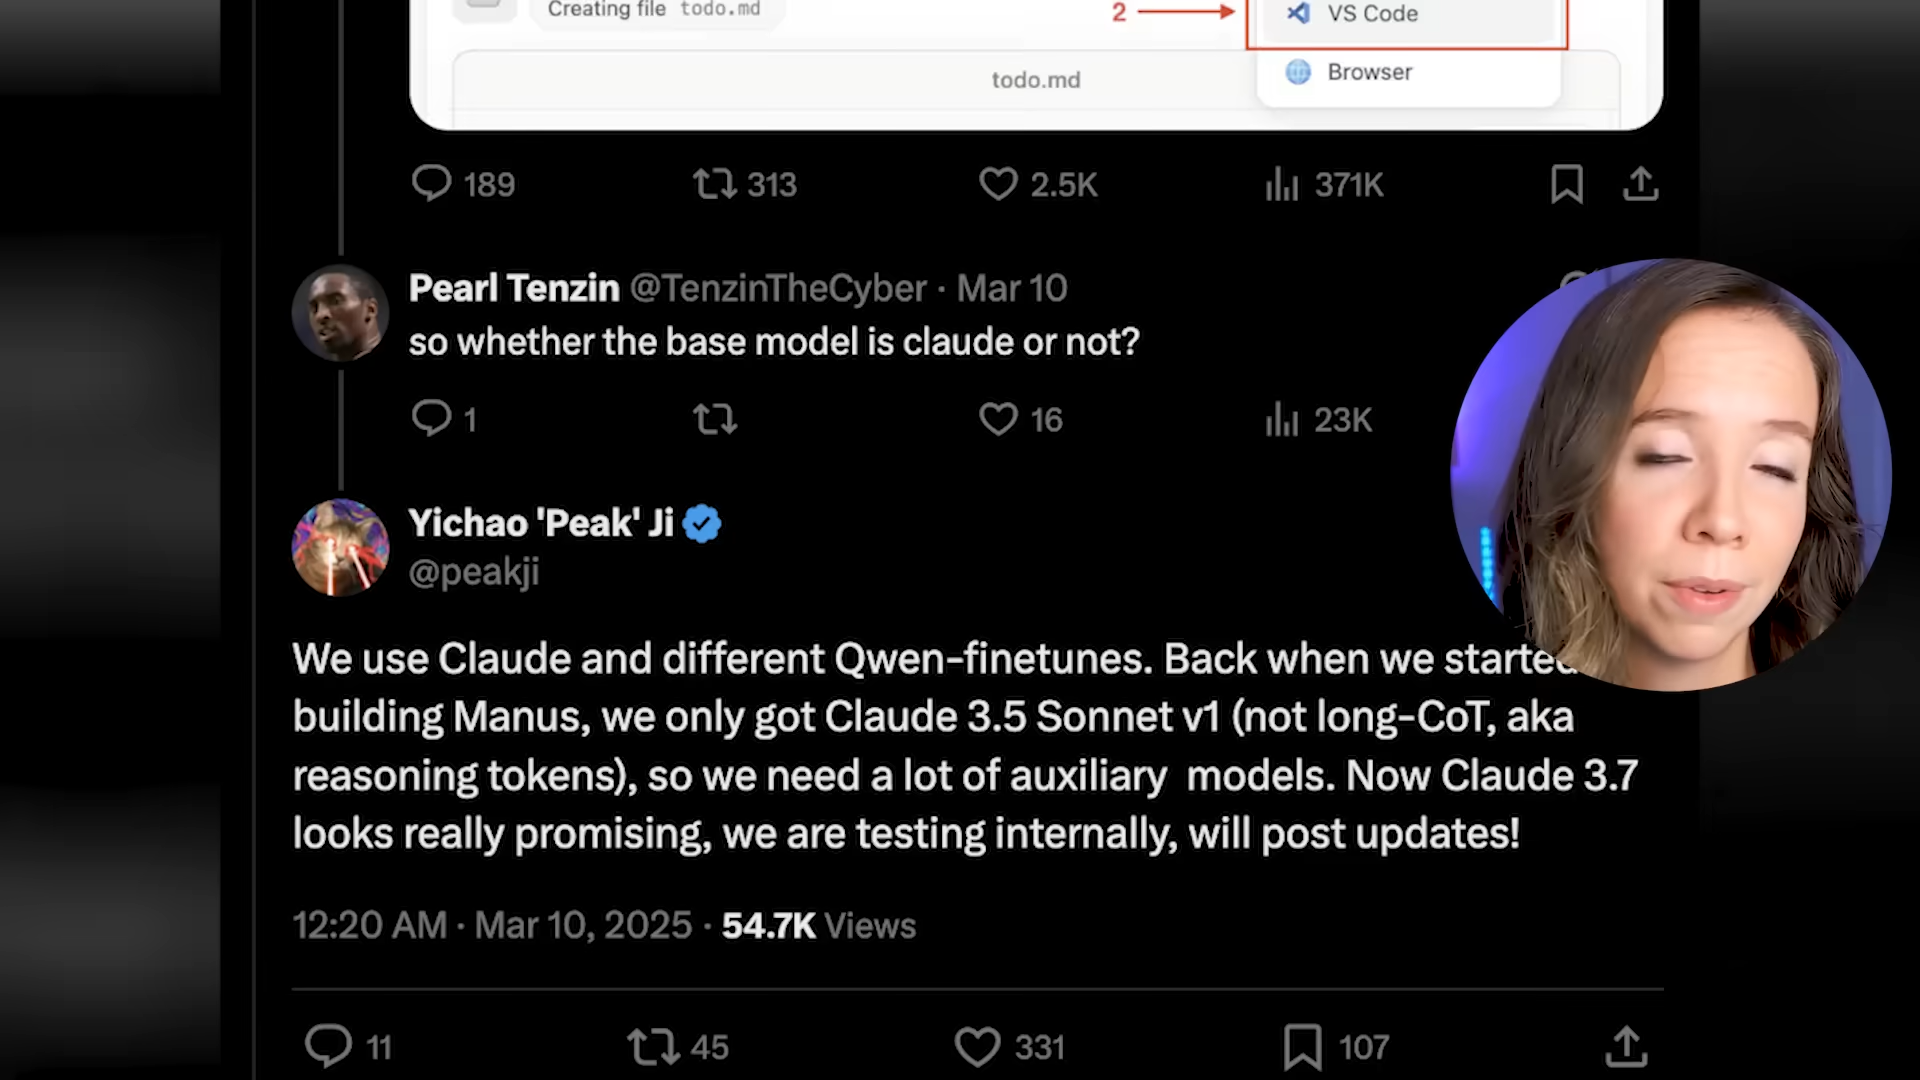 Creating file todo.md
2
VS Code
todo.md
Browser
189 313 2.5K 371K
Pearl Tenzin @TenzinTheCyber · Mar 10
so whether the base model is claude or not?
1 16 23K
Yichao 'Peak' Ji
@peakji
We use Claude and different Qwen-finetunes. Back when we started
building Manus, we only got Claude 3.5 Sonnet v1 (not long-CoT, aka
reasoning tokens), so we need a lot of auxiliary models. Now Claude 3.7
looks really promising, we are testing internally, will post updates!
12:20 AM · Mar 10, 2025 · 54.7K Views
11 45 331 107